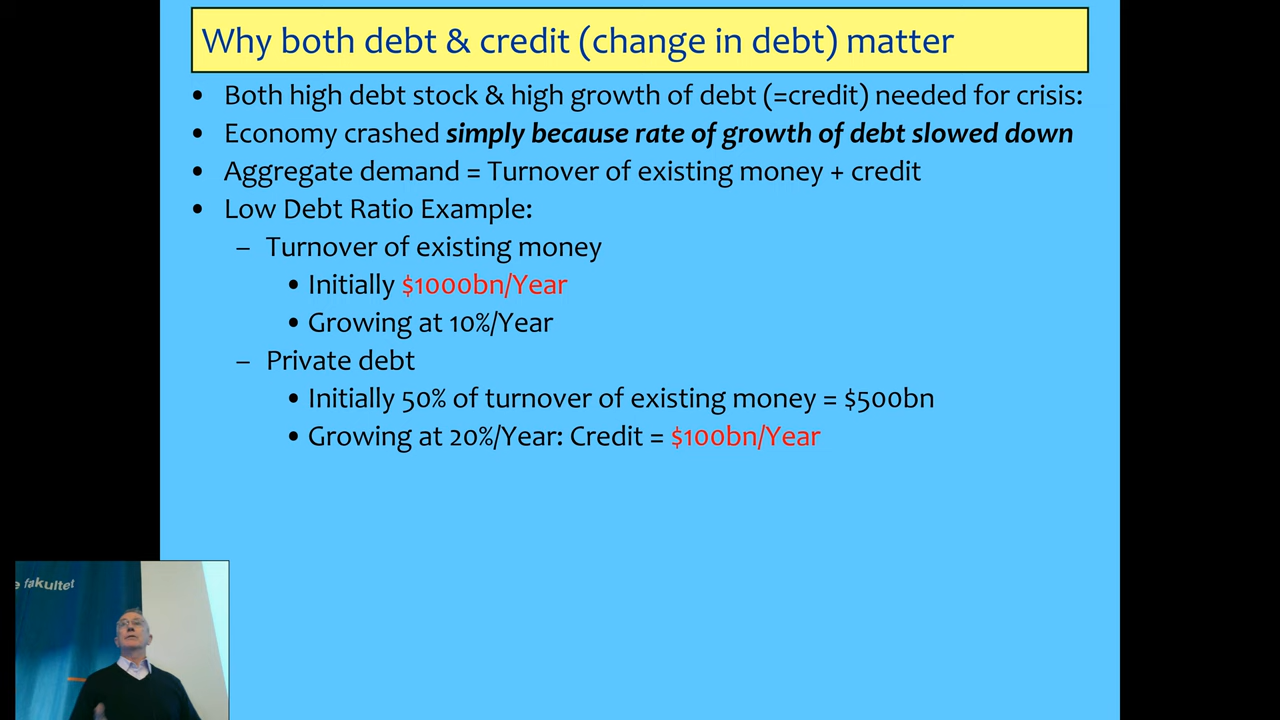 Why both debt & credit (change in debt) matter
• Both high debt stock & high growth of debt (=credit) needed for crisis:
• Economy crashed simply because rate of growth of debt slowed down
• Aggregate demand = Turnover of existing money + credit
• Low Debt Ratio Example:
– Turnover of existing money
• Initially $1000bn/Year
• Growing at 10%/Year
– Private debt
• Initially 50% of turnover of existing money = $500bn
• Growing at 20%/Year: Credit = $100bn/Year
e fakultet